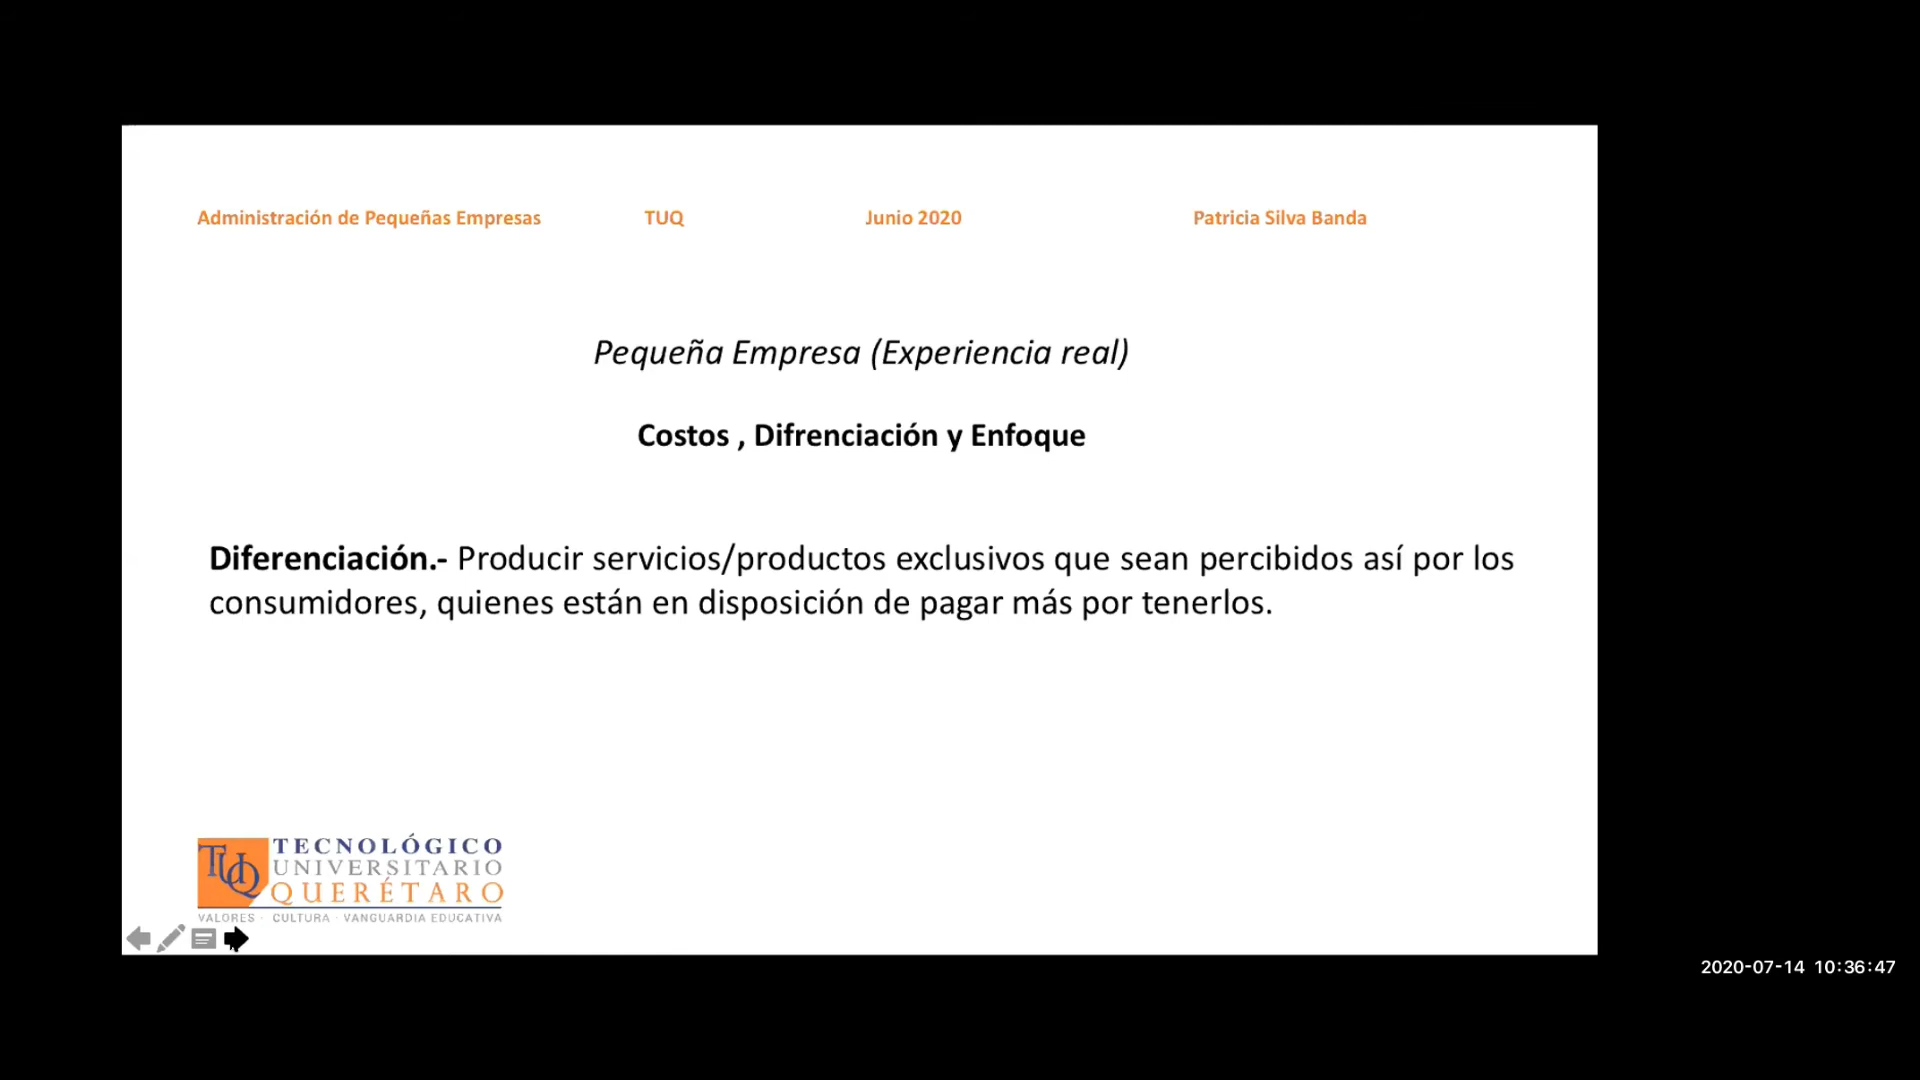 Administración de Pequeñas Empresas TUQ Junio 2020 Patricia Silva Banda
Pequeña Empresa (Experiencia real)
Costos , Difrenciación y Enfoque
Diferenciación.- Producir servicios/productos exclusivos que sean percibidos así por los
consumidores, quienes están en disposición de pagar más por tenerlos.
TUQ
TECNOLÓGICO
UNIVERSITARIO
QUERÉTARO
VALORES · CULTURA · VANGUARDIA EDUCATIVA
2020-07-14 10:36:47